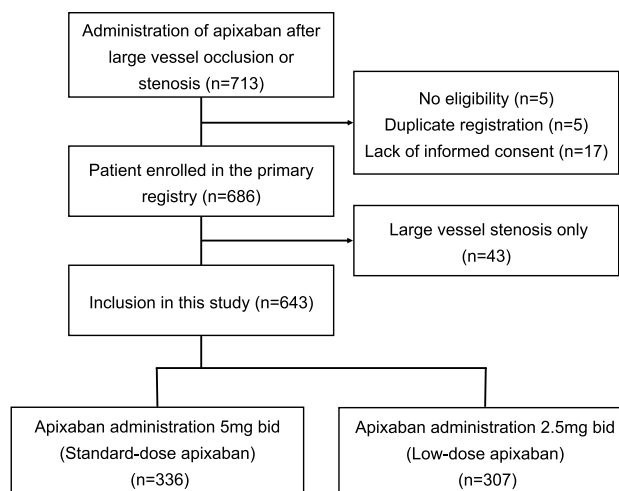 Administration of apixaban after
large vessel occlusion or
stenosis (n=713)
No eligibility (n=5)
Duplicate registration (n=5)
Lack of informed consent (n=17)
Patient enrolled in the primary
registry (n=686)
Large vessel stenosis only
(n=43)
Inclusion in this study (n=643)
Apixaban administration 5mg bid
(Standard-dose apixaban)
n=336
Apixaban administration 2.5mg bid
(Low-dose apixaban)
n=307